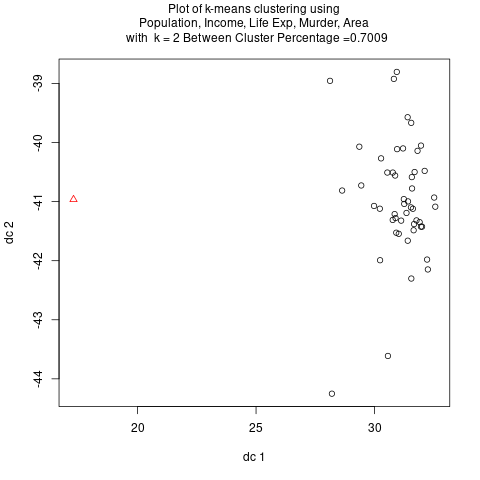 Plot of k-means clustering using
Population, Income, Life Exp, Murder, Area
with  k = 2 Between Cluster Percentage =0.7009
-39
-40
-41
-42
-43
-44
dc 2
20
25
30
dc 1